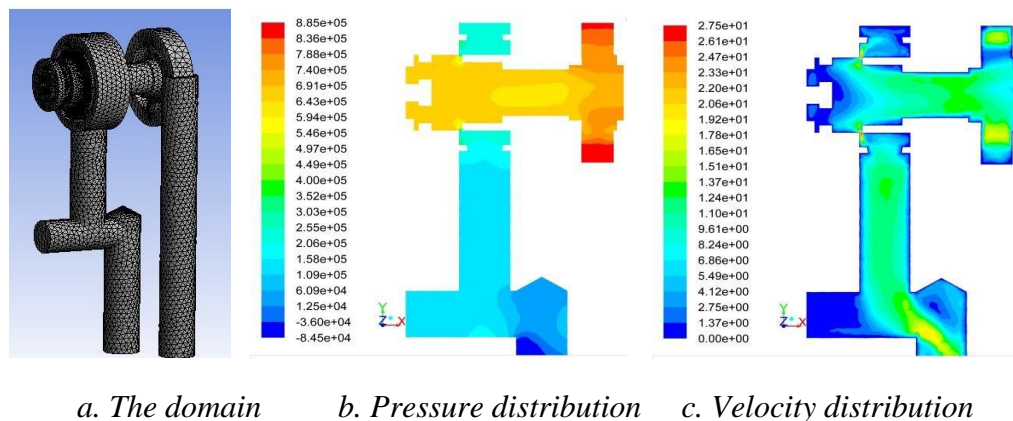 8.85e+05
8.36e+05
7.88e+05
7.40e+05
6.91e+05
6.43e+05
5.94e+05
5.46e+05
4.97e+05
4.49e+05
4.00e+05
3.52e+05
3.03e+05
2.55e+05
2.06e+05
1.58e+05
1.09e+05
6.09e+04
1.25e+04
-3.60e+04
-8.45e+04
Y
Z X
2.75e+01
2.61e+01
2.47e+01
2.33e+01
2.20e+01
2.06e+01
1.92e+01
1.78e+01
1.65e+01
1.51e+01
1.37e+01
1.24e+01
1.10e+01
9.61e+00
8.24e+00
6.86e+00
5.49e+00
4.12e+00
2.75e+00
1.37e+00
0.00e+00
Y
Z X
a. The domain b. Pressure distribution c. Velocity distribution